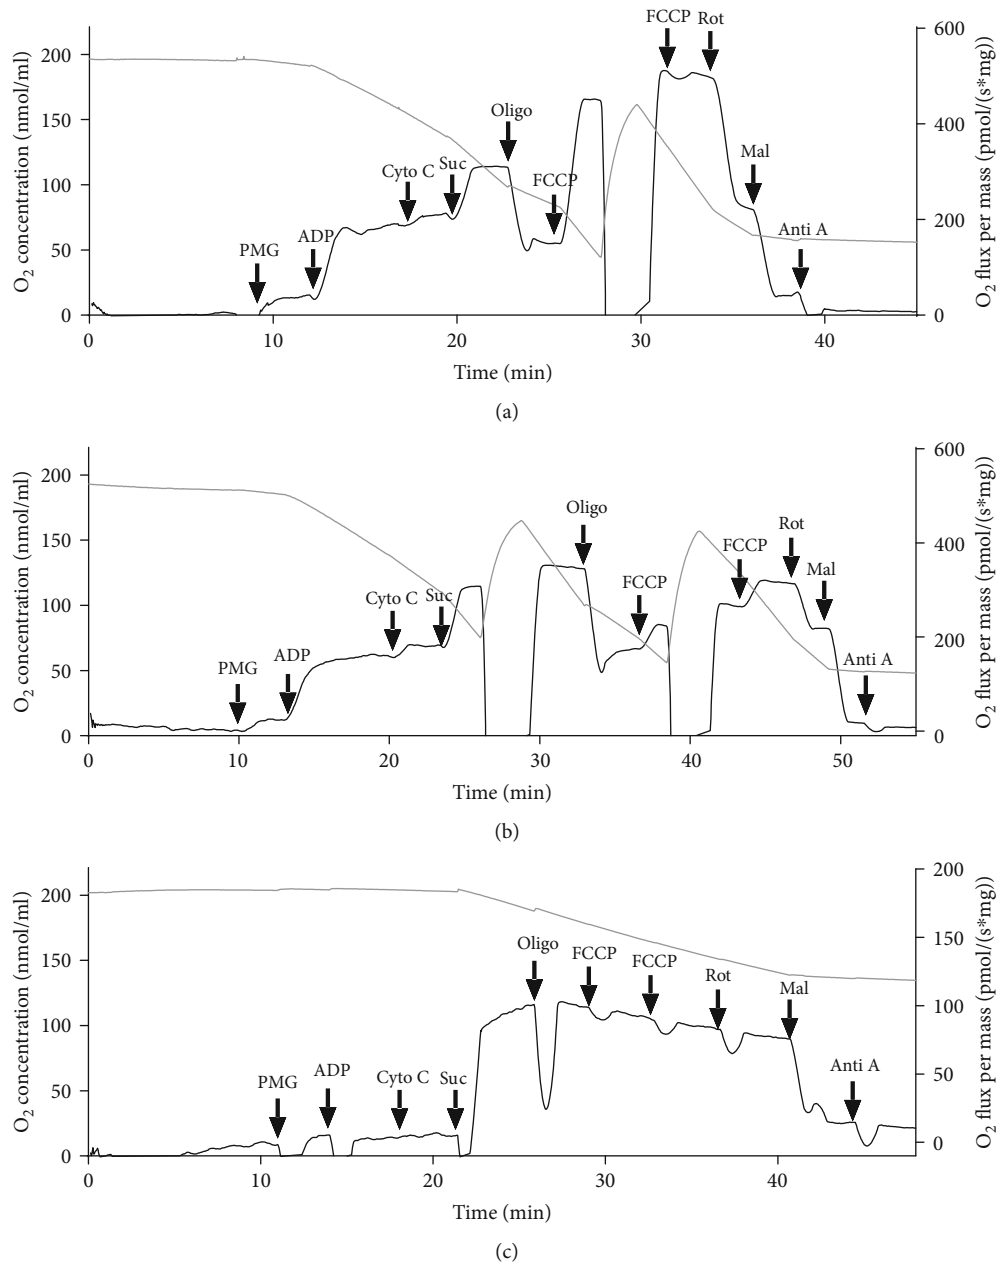 FCCP Rot
Oligo
Mal
Cyto C Suc
FCCP
PMG ADP Anti A
200
150
100
50
0
600
400
200
0
0 10 20 30 40
O2 concentration (nmol/ml)
O2 flux per mass (pmol/(s*mg))
Time (min)
(a)
Oligo
Rot
FCCP
Mal
FCCP
Cyto C Suc
PMG ADP Anti A
200
150
100
50
0
600
400
200
0
0 10 20 30 40 50
O2 concentration (nmol/ml)
O2 flux per mass (pmol/(s*mg))
Time (min)
(b)
Oligo FCCP FCCP Rot Mal
PMG ADP Cyto C Suc Anti A
200
150
100
50
0
200
150
100
50
0
0 10 20 30 40
O2 concentration (nmol/ml)
O2 flux per mass (pmol/(s*mg))
Time (min)
(c)